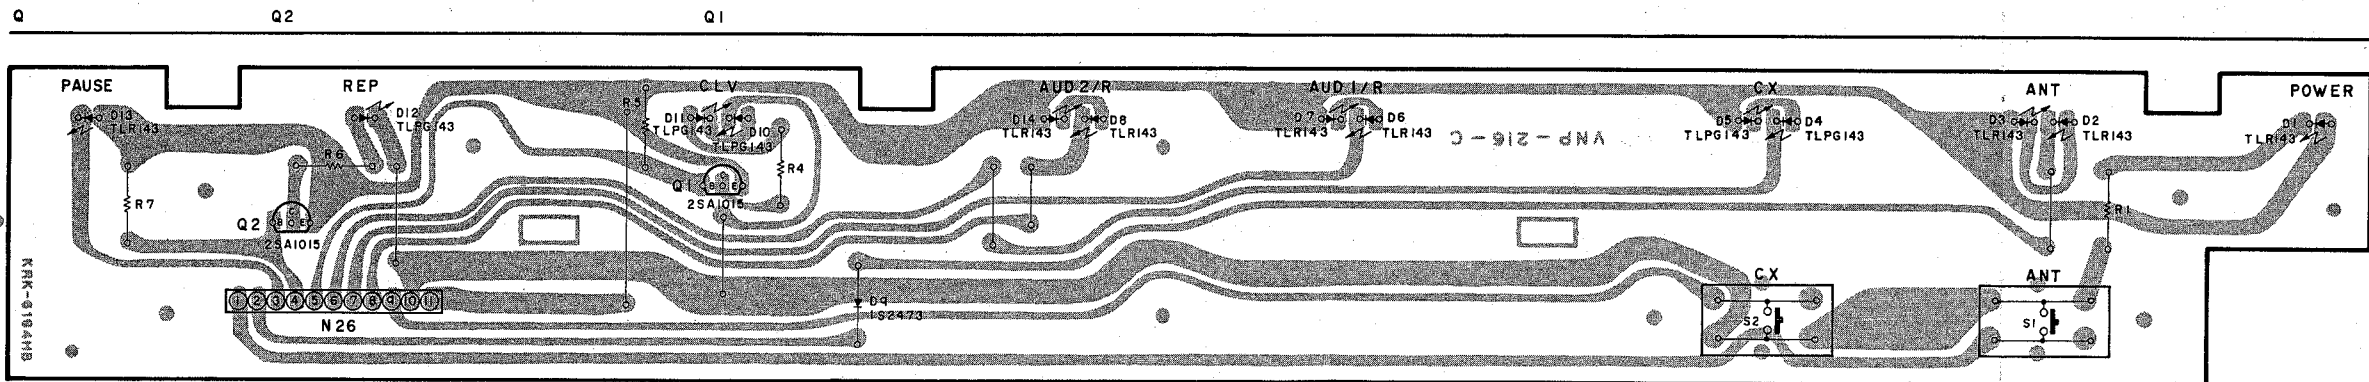 Q Q2 Q1
PAUSE REP CLV AUD 2/R AUD 1/R CX ANT POWER
D13
TLR143
D12
TLPG143
R5
D11
TLPG143
D10
TLPG143
D14
TLR143
D8
TLR143
D7
TLR143
D6
TLR143
D5
TLPG143
D4
TLPG143
D3
TLR143
D2
TLR143
D1
TLR143
VNP-216-C
R6
R4
R7
Q1
B C E
2SA1015
Q2
B C E
2SA1015
R1
KRK-6194MB
1 2 3 4 5 6 7 8 9 10 11
N26
D9
1S2473
CX
S2
ANT
S1